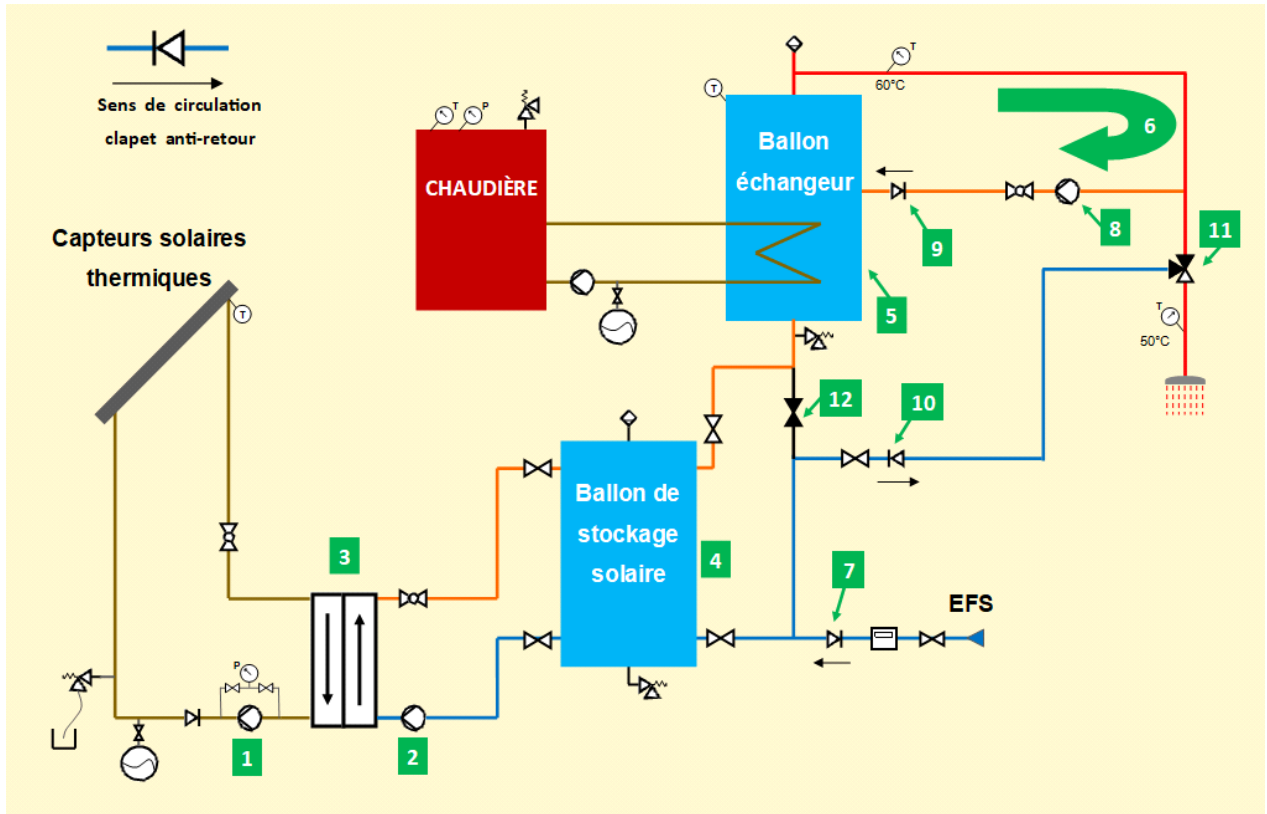 Sens de circulation
clapet anti-retour
T
P
CHAUDIÈRE
T
Ballon
échangeur
T
60°C
6
8
9
11
5
T
50°C
Capteurs solaires
thermiques
T
12
10
Ballon de
stockage
solaire
4
3
7
EFS
P
1
2